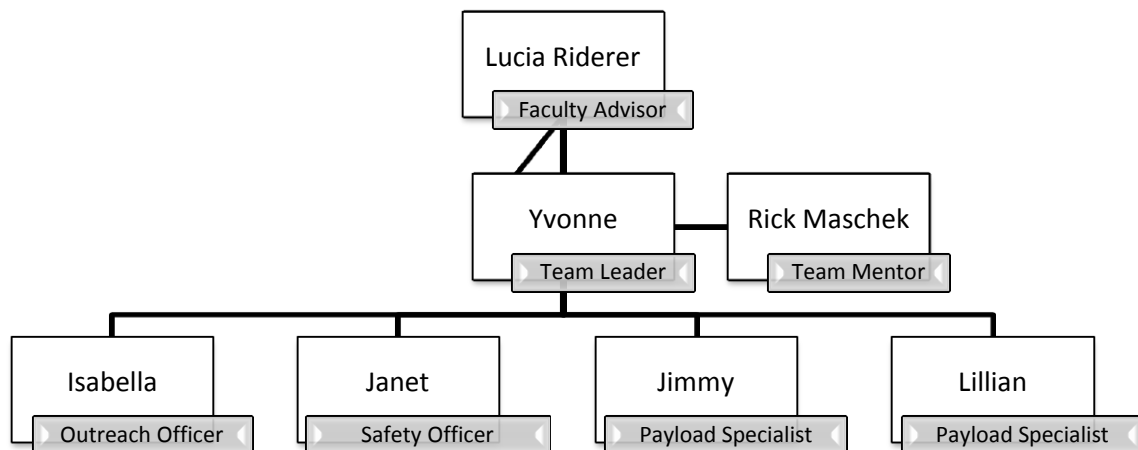 Lucia Riderer
Faculty Advisor
Yvonne
Team Leader
Rick Maschek
Team Mentor
Isabella
Outreach Officer
Janet
Safety Officer
Jimmy
Payload Specialist
Lillian
Payload Specialist